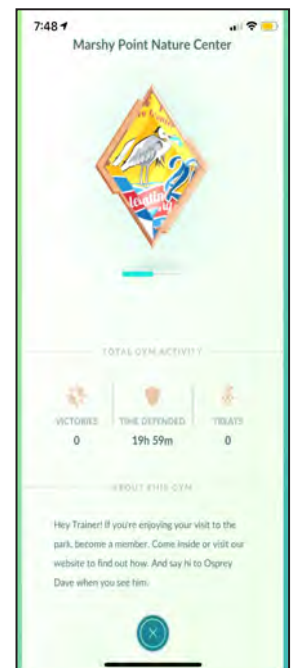 7:48
Marshy Point Nature Center
TOTAL GYM ACTIVITY
VICTORIES TIME DEFENDED TREATS
0 19h 59m 0
ABOUT THIS GYM
Hey Trainer! If you're enjoying your visit to the
park, become a member. Come inside or visit our
website to find out how. And say hi to Osprey
Dave when you see him.